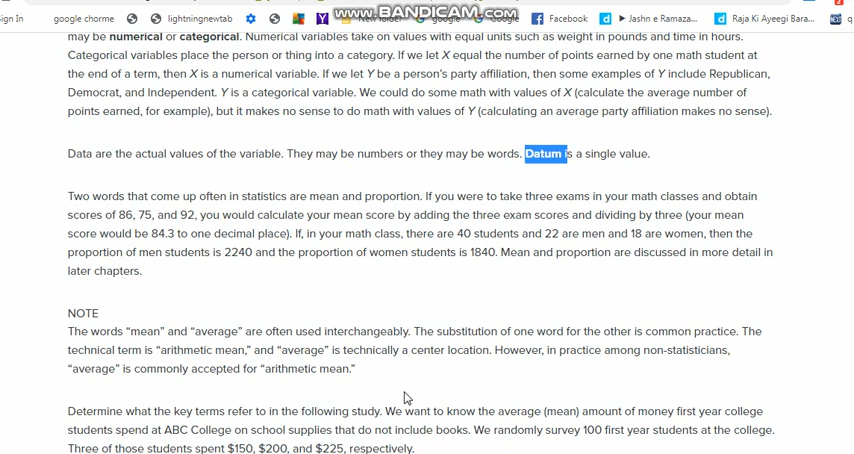 www.BANDICAM.com
Sign In google chorme lightningnewtab New folder google Google Facebook Jashn e Ramaza... Raja Ki Ayeegi Bara...
may be numerical or categorical. Numerical variables take on values with equal units such as weight in pounds and time in hours.
Categorical variables place the person or thing into a category. If we let X equal the number of points earned by one math student at
the end of a term, then X is a numerical variable. If we let Y be a person's party affiliation, then some examples of Y include Republican,
Democrat, and Independent. Y is a categorical variable. We could do some math with values of X (calculate the average number of
points earned, for example), but it makes no sense to do math with values of Y (calculating an average party affiliation makes no sense).
Data are the actual values of the variable. They may be numbers or they may be words. Datum is a single value.
Two words that come up often in statistics are mean and proportion. If you were to take three exams in your math classes and obtain
scores of 86, 75, and 92, you would calculate your mean score by adding the three exam scores and dividing by three (your mean
score would be 84.3 to one decimal place). If, in your math class, there are 40 students and 22 are men and 18 are women, then the
proportion of men students is 2240 and the proportion of women students is 1840. Mean and proportion are discussed in more detail in
later chapters.
NOTE
The words “mean” and “average” are often used interchangeably. The substitution of one word for the other is common practice. The
technical term is “arithmetic mean,” and “average” is technically a center location. However, in practice among non-statisticians,
“average” is commonly accepted for “arithmetic mean.”
Determine what the key terms refer to in the following study. We want to know the average (mean) amount of money first year college
students spend at ABC College on school supplies that do not include books. We randomly survey 100 first year students at the college.
Three of those students spent $150, $200, and $225, respectively.